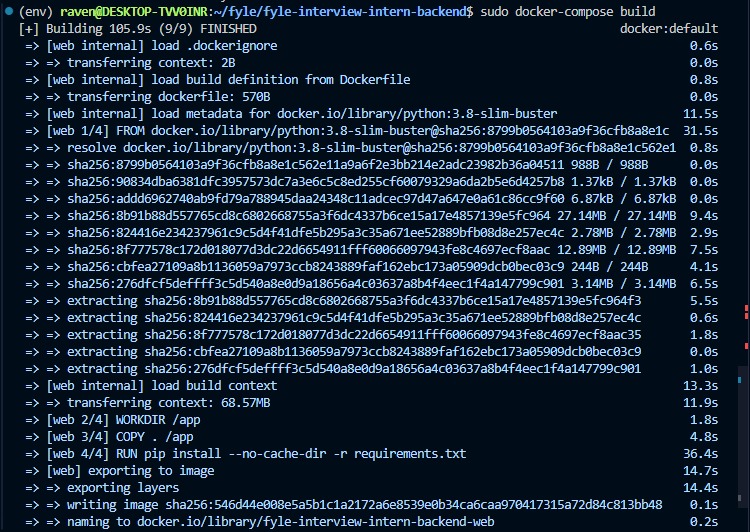 (env) raven@DESKTOP-TVV0INR:~/fyle/fyle-interview-intern-backend$ sudo docker-compose build
[+] Building 105.9s (9/9) FINISHED docker:default
=> [web internal] load .dockerignore 0.6s
=> => transferring context: 2B 0.0s
=> [web internal] load build definition from Dockerfile 0.8s
=> => transferring dockerfile: 570B 0.0s
=> [web internal] load metadata for docker.io/library/python:3.8-slim-buster 11.5s
=> [web 1/4] FROM docker.io/library/python:3.8-slim-buster@sha256:8799b0564103a9f36cfb8a8e1c 31.5s
=> => resolve docker.io/library/python:3.8-slim-buster@sha256:8799b0564103a9f36cfb8a8e1c562e1 0.8s
=> => sha256:8799b0564103a9f36cfb8a8e1c562e11a9a6f2e3bb214e2adc23982b36a04511 988B / 988B 0.0s
=> => sha256:90834dba6381dfc3957573dc7a3e6c5c8ed255cf60079329a6da2b5e6d4257b8 1.37kB / 1.37kB 0.0s
=> => sha256:addd6962740ab9fd79a788945daa24348c11adcec97d47a647e0a61c86cc9f60 6.87kB / 6.87kB 0.0s
=> => sha256:8b91b88d557765cd8c6802668755a3f6dc4337b6ce15a17e4857139e5fc964 27.14MB / 27.14MB 9.4s
=> => sha256:824416e234237961c9c5d4f41dfe5b295a3c35a671ee52889bfb08d8e257ec4c 2.78MB / 2.78MB 2.9s
=> => sha256:8f777578c172d018077d3dc22d6654911fff60066097943fe8c4697ecf8aac 12.89MB / 12.89MB 7.5s
=> => sha256:cbfea27109a8b1136059a7973ccb8243889faf162ebc173a05909dcb0bec03c9 244B / 244B 4.1s
=> => sha256:276dfcf5deffff3c5d540a8e0d9a18656a4c03637a8b4f4eec1f4a147799c901 3.14MB / 3.14MB 6.5s
=> => extracting sha256:8b91b88d557765cd8c6802668755a3f6dc4337b6ce15a17e4857139e5fc964f3 5.5s
=> => extracting sha256:824416e234237961c9c5d4f41dfe5b295a3c35a671ee52889bfb08d8e257ec4c 0.6s
=> => extracting sha256:8f777578c172d018077d3dc22d6654911fff60066097943fe8c4697ecf8aac35 1.8s
=> => extracting sha256:cbfea27109a8b1136059a7973ccb8243889faf162ebc173a05909dcb0bec03c9 0.0s
=> => extracting sha256:276dfcf5deffff3c5d540a8e0d9a18656a4c03637a8b4f4eec1f4a147799c901 1.0s
=> [web internal] load build context 13.3s
=> => transferring context: 68.57MB 11.9s
=> [web 2/4] WORKDIR /app 1.8s
=> [web 3/4] COPY . /app 4.8s
=> [web 4/4] RUN pip install --no-cache-dir -r requirements.txt 36.4s
=> [web] exporting to image 14.7s
=> => exporting layers 14.4s
=> => writing image sha256:546d44e008e5a5b1c1a2172a6e8539e0b34ca6caa970417315a72d84c813bb48 0.1s
=> => naming to docker.io/library/fyle-interview-intern-backend-web 0.2s